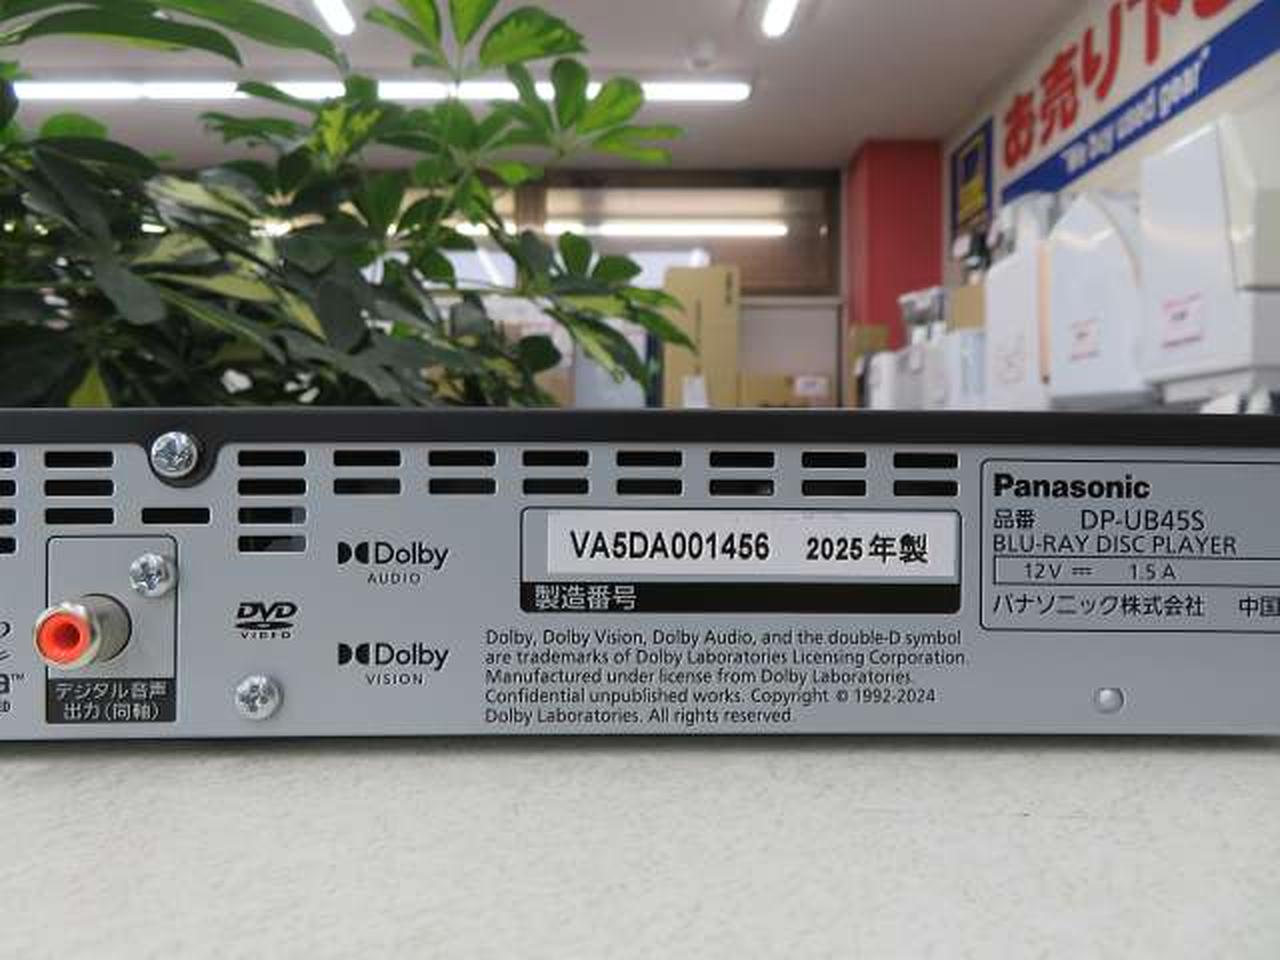 お売り下さ
"We buy used gear"
Panasonic
品番 DP-UB45S
BLU-RAY DISC PLAYER
12V ⎓ 1.5 A
パナソニック株式会社 中国
VA5DA001456 2025年製
製造番号
Dolby
AUDIO
DVD
VIDEO
Dolby
VISION
Dolby, Dolby Vision, Dolby Audio, and the double-D symbol
are trademarks of Dolby Laboratories Licensing Corporation.
Manufactured under license from Dolby Laboratories.
Confidential unpublished works. Copyright © 1992-2024
Dolby Laboratories. All rights reserved.
デジタル音声
出力(同軸)